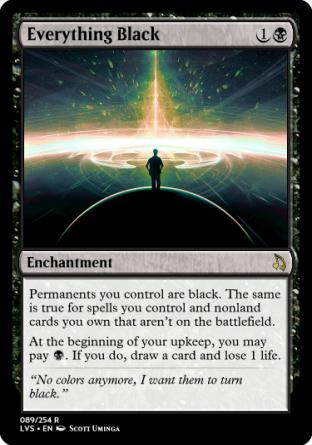 Everything Black 1
Enchantment
Permanents you control are black. The same
is true for spells you control and nonland
cards you own that aren't on the battlefield.
At the beginning of your upkeep, you may
pay . If you do, draw a card and lose 1 life.
"No colors anymore, I want them to turn
black."
089/254 R
LVS • EN Scott Uminga